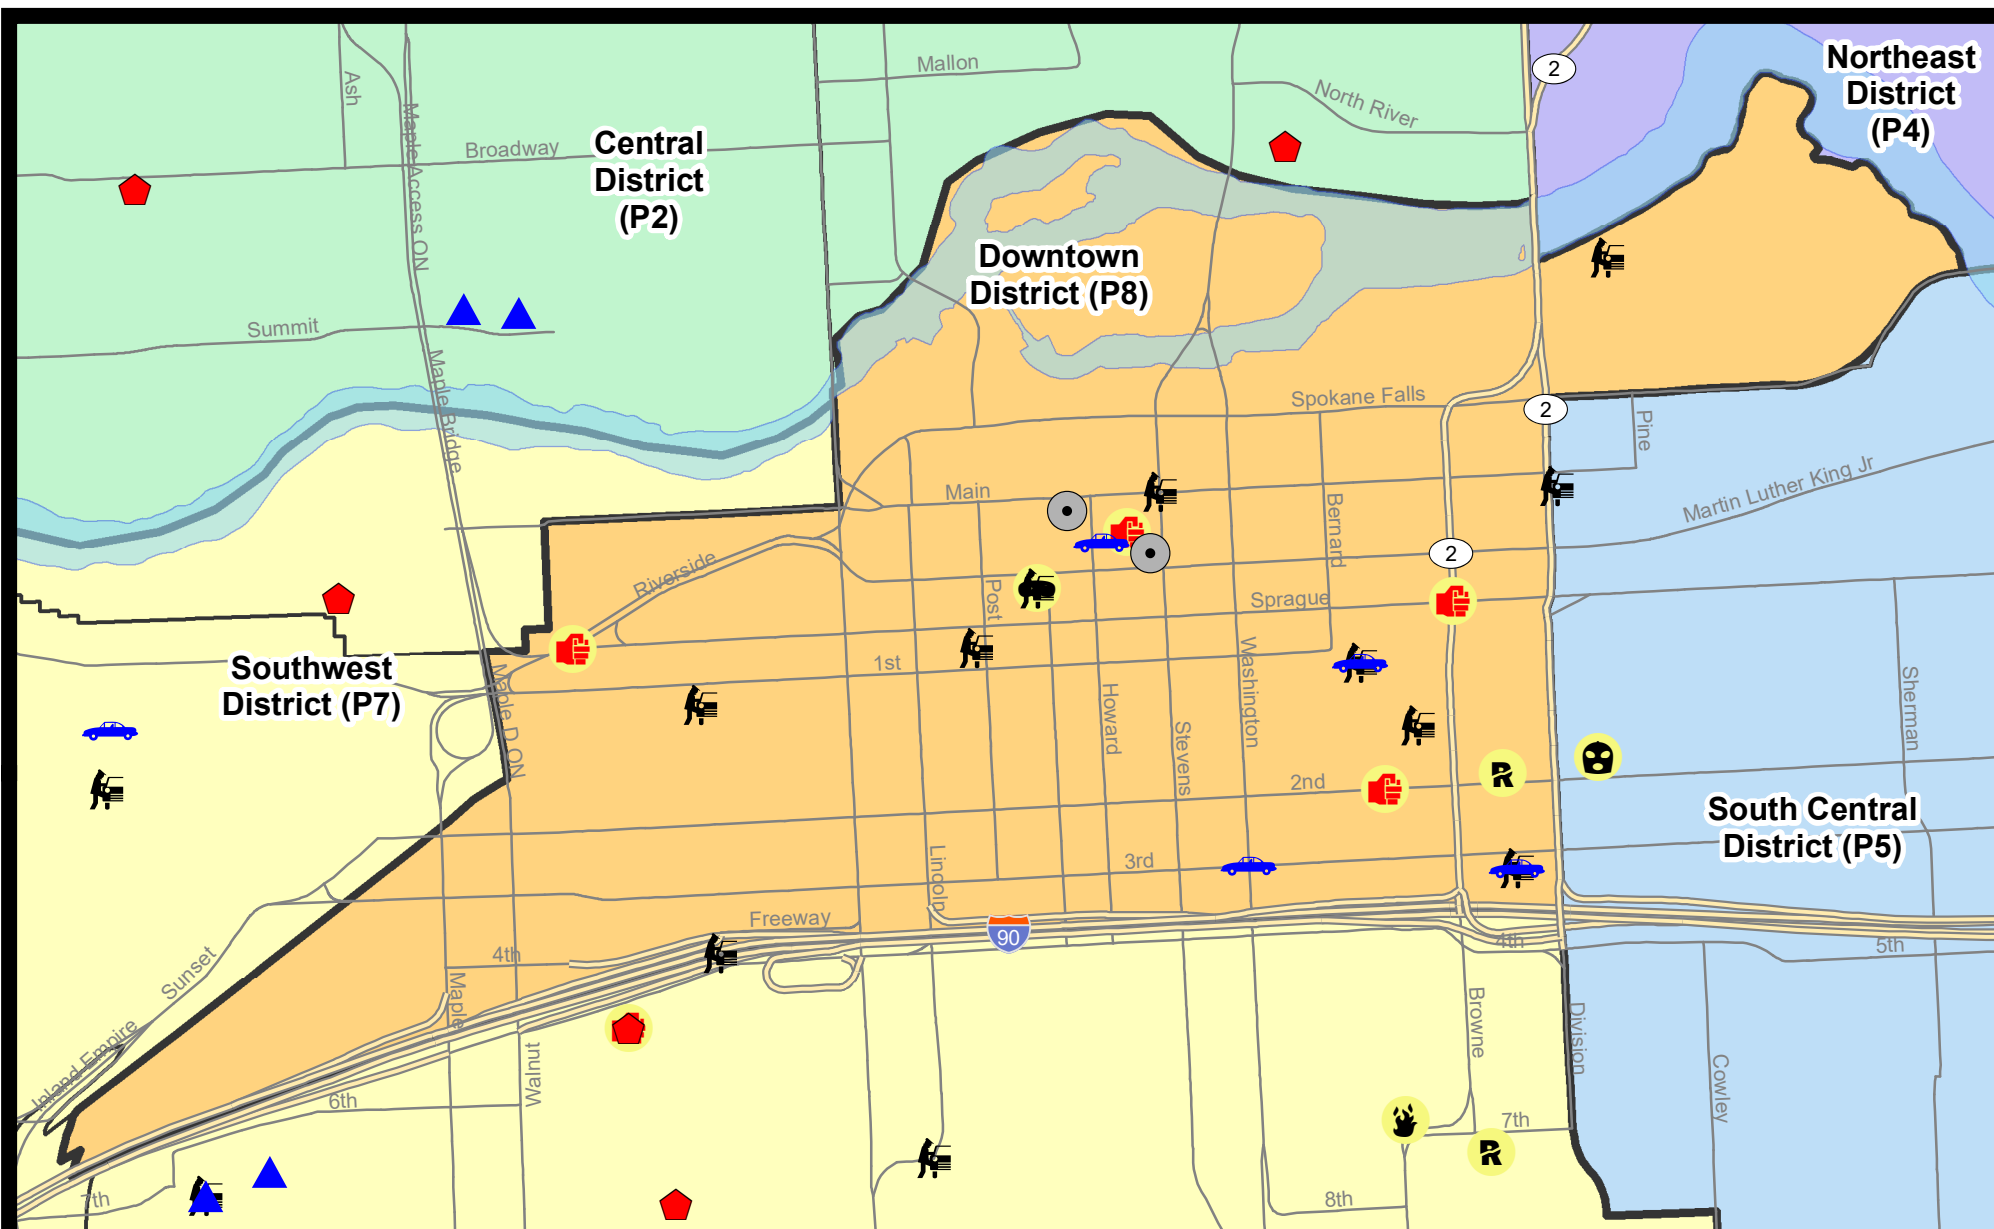 Northeast
District
(P4)
2
Mallon
North River
Ash
Maple Access ON
Broadway
Central
District
(P2)
Downtown
District (P8)
Summit
Maple Bridge
Spokane Falls
2
Pine
Main
Martin Luther King Jr
Bernard
2
Riverside
Post
Sprague
1st
Washington
Southwest
District (P7)
Maple D ON
Howard
Stevens
Sherman
2nd
R
South Central
District (P5)
3rd
Lincoln
Freeway
90
4th
4th
5th
Sunset
Maple
Browne
Division
Inland Empire
Walnut
Cowley
6th
7th
R
7th
8th